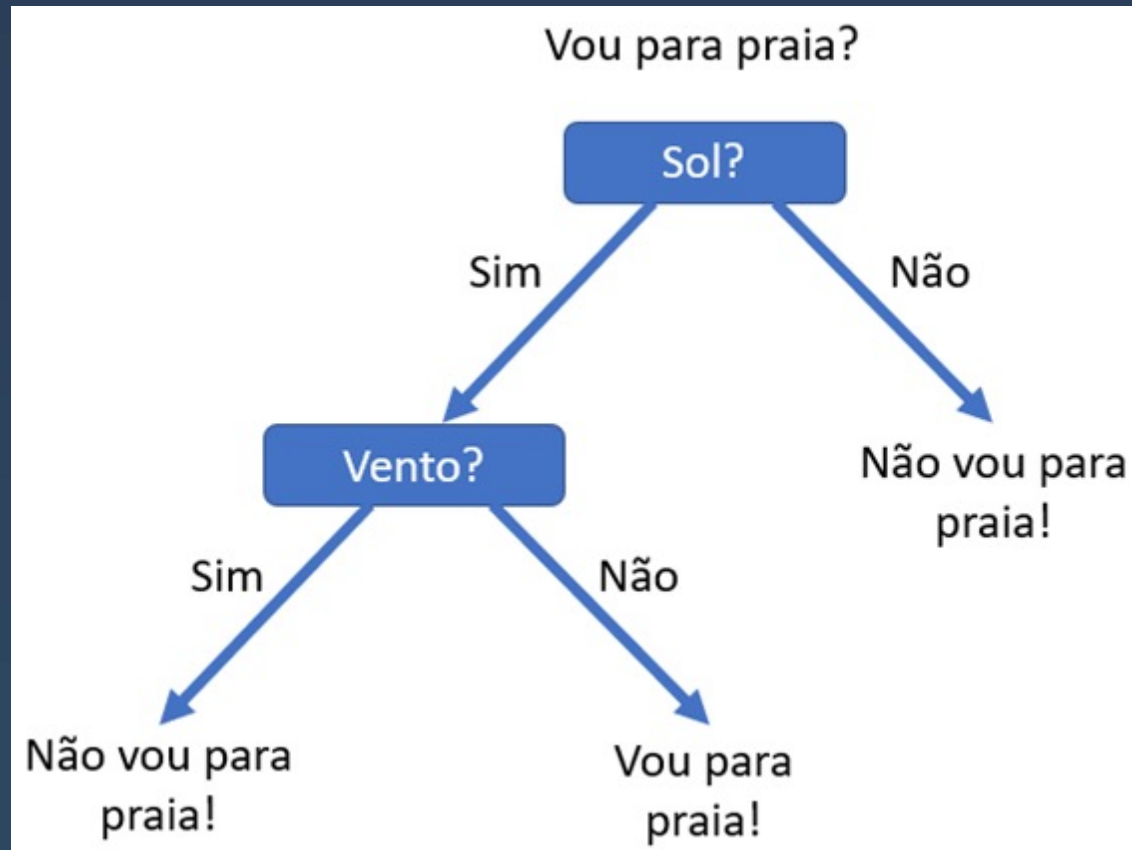 Vou para praia?
Sol?
Sim
Não
Vento?
Não vou para
praia!
Sim
Não
Não vou para
praia!
Vou para
praia!